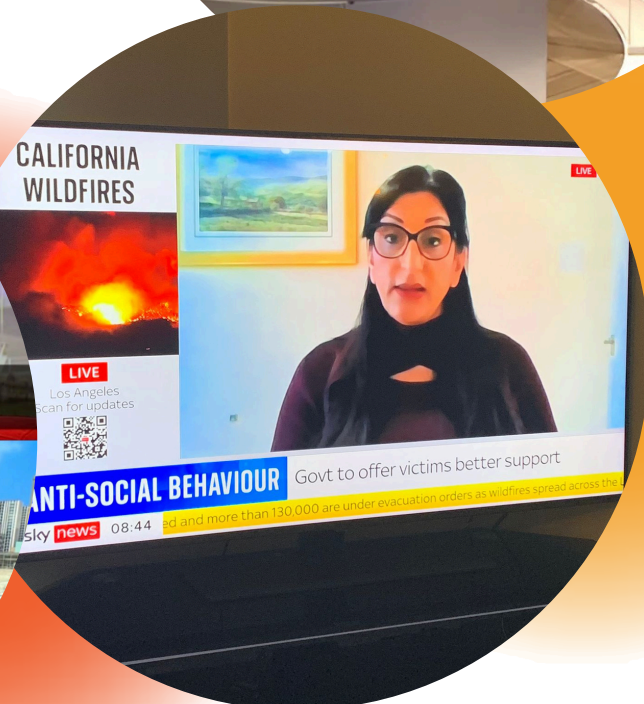 CALIFORNIA
WILDFIRES
LIVE
LIVE
Los Angeles
Scan for updates
ANTI-SOCIAL BEHAVIOUR
Govt to offer victims better support
sky news 08:44
ed and more than 130,000 are under evacuation orders as wildfires spread across the L